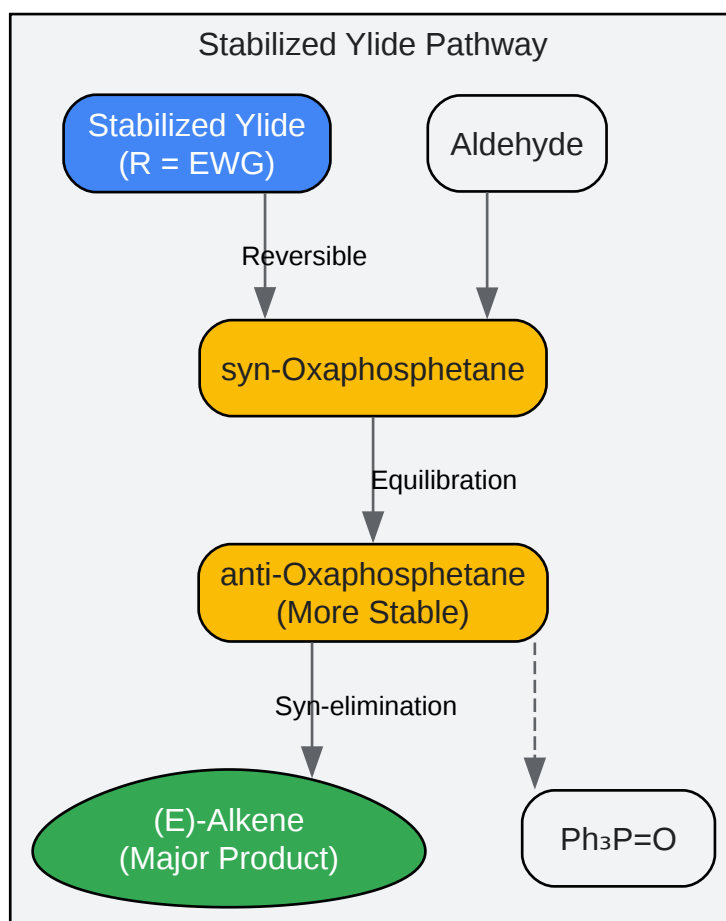 Stabilized Ylide Pathway
Stabilized Ylide
(R = EWG)
Aldehyde
Reversible
syn-Oxaphosphetane
Equilibration
anti-Oxaphosphetane
(More Stable)
Syn-elimination
(E)-Alkene
(Major Product)
Ph₃P=O